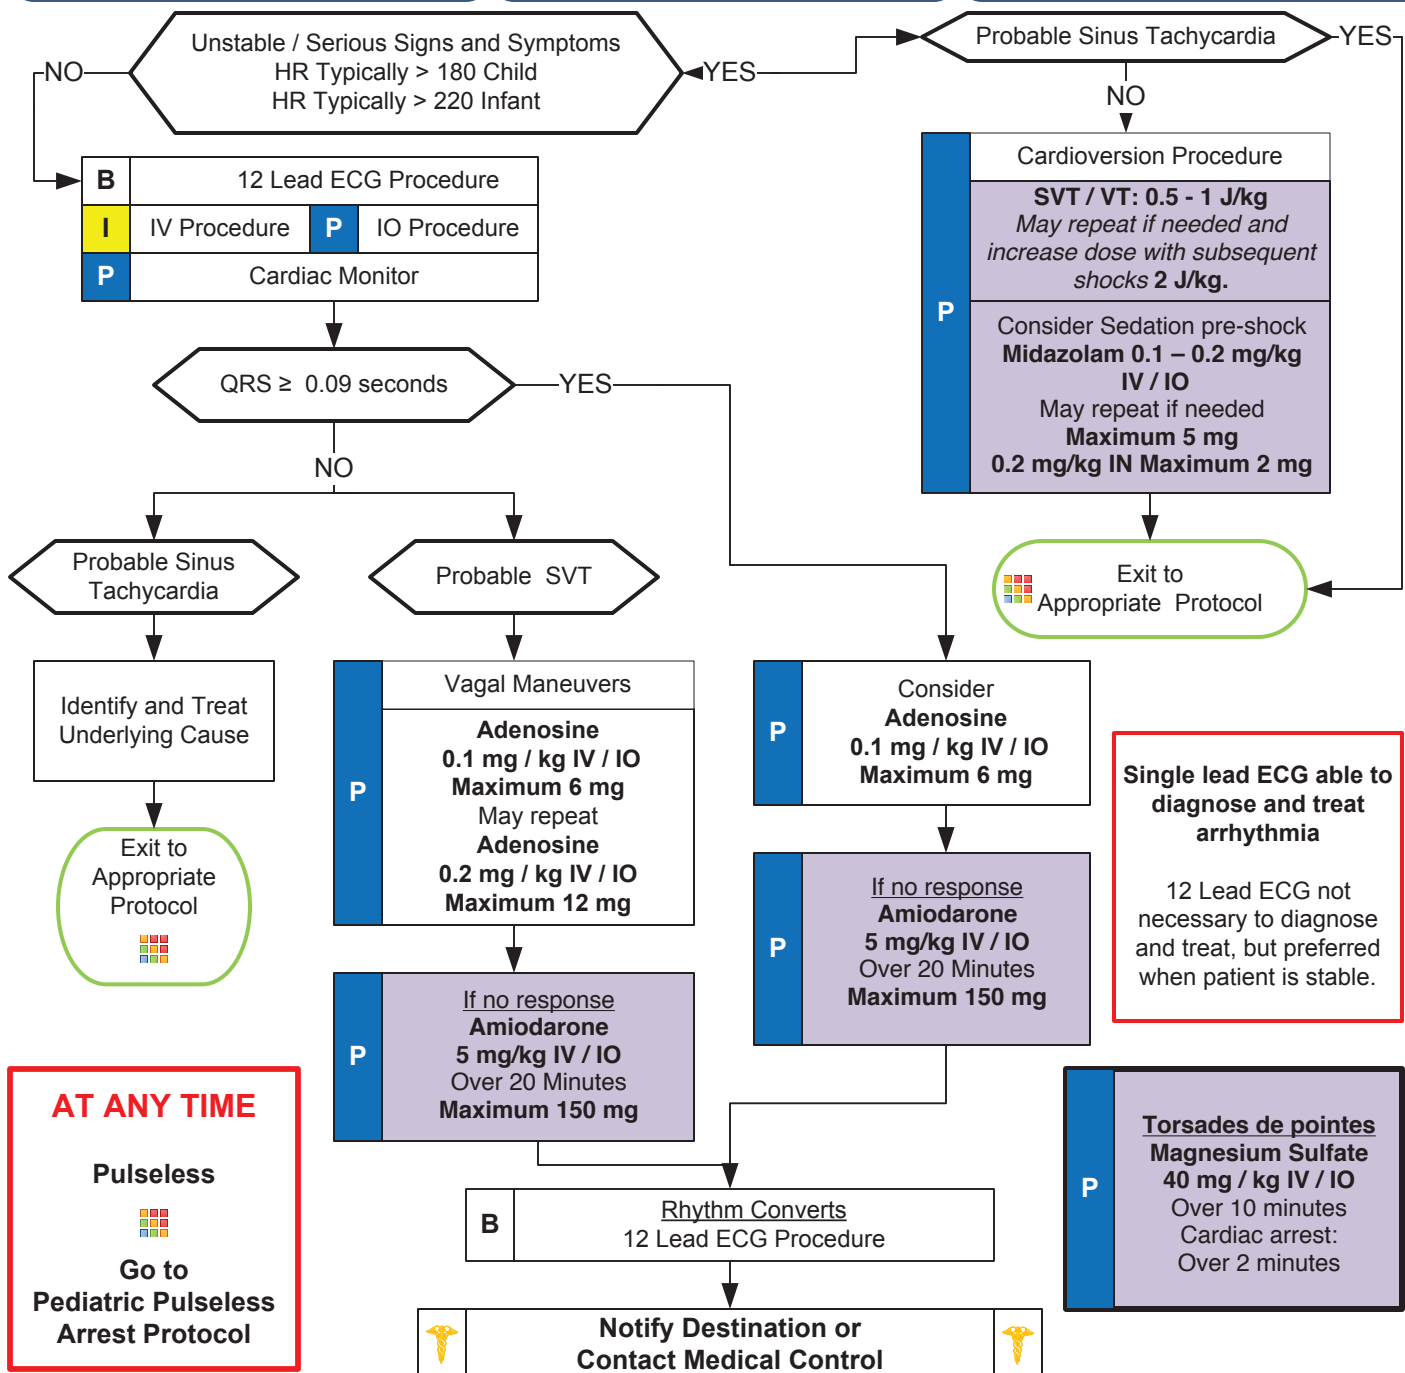 Unstable / Serious Signs and Symptoms
HR Typically > 180 Child
HR Typically > 220 Infant
NO
YES
Probable Sinus Tachycardia
YES
NO
B
12 Lead ECG Procedure
I
IV Procedure
P
IO Procedure
P
Cardiac Monitor
P
Cardioversion Procedure
SVT / VT: 0.5 - 1 J/kg
May repeat if needed and
increase dose with subsequent
shocks 2 J/kg.
Consider Sedation pre-shock
Midazolam 0.1 – 0.2 mg/kg
IV / IO
May repeat if needed
Maximum 5 mg
0.2 mg/kg IN Maximum 2 mg
Exit to
Appropriate Protocol
QRS ≥ 0.09 seconds
YES
NO
Probable Sinus
Tachycardia
Probable SVT
Identify and Treat
Underlying Cause
Exit to
Appropriate
Protocol
P
Vagal Maneuvers
Adenosine
0.1 mg / kg IV / IO
Maximum 6 mg
May repeat
Adenosine
0.2 mg / kg IV / IO
Maximum 12 mg
P
If no response
Amiodarone
5 mg/kg IV / IO
Over 20 Minutes
Maximum 150 mg
P
Consider
Adenosine
0.1 mg / kg IV / IO
Maximum 6 mg
P
If no response
Amiodarone
5 mg/kg IV / IO
Over 20 Minutes
Maximum 150 mg
Single lead ECG able to
diagnose and treat
arrhythmia
12 Lead ECG not
necessary to diagnose
and treat, but preferred
when patient is stable.
AT ANY TIME
Pulseless
Go to
Pediatric Pulseless
Arrest Protocol
P
Torsades de pointes
Magnesium Sulfate
40 mg / kg IV / IO
Over 10 minutes
Cardiac arrest:
Over 2 minutes
B
Rhythm Converts
12 Lead ECG Procedure
Notify Destination or
Contact Medical Control